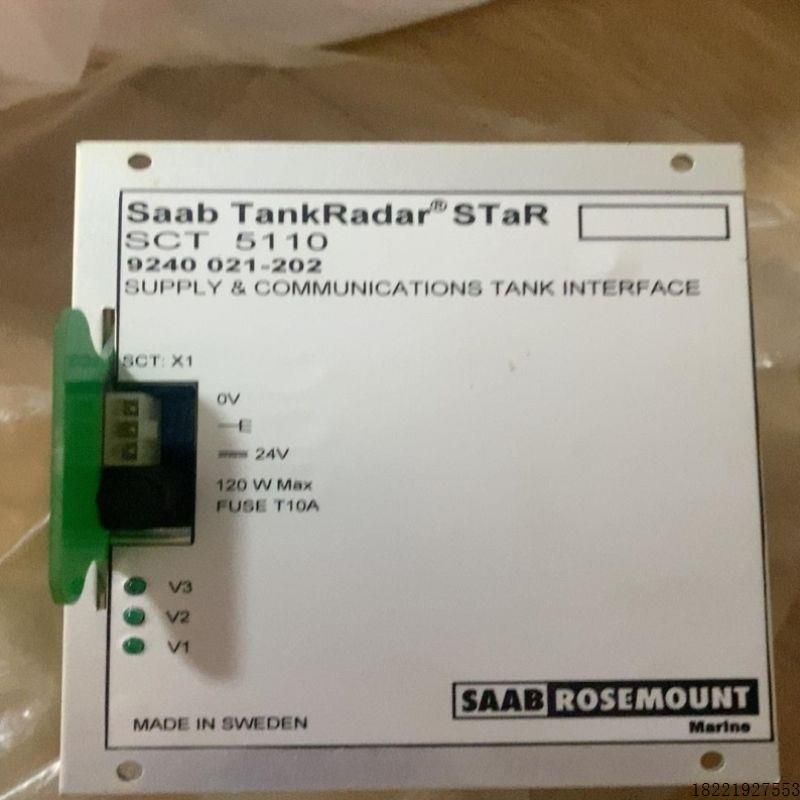 Saab TankRadar® STaR
SCT 5110
9240 021-202
SUPPLY & COMMUNICATIONS TANK INTERFACE
SCT: X1
0V
E
24V
120 W Max
FUSE T10A
V3
V2
V1
SAAB ROSEMOUNT
Marine
MADE IN SWEDEN
18221927553